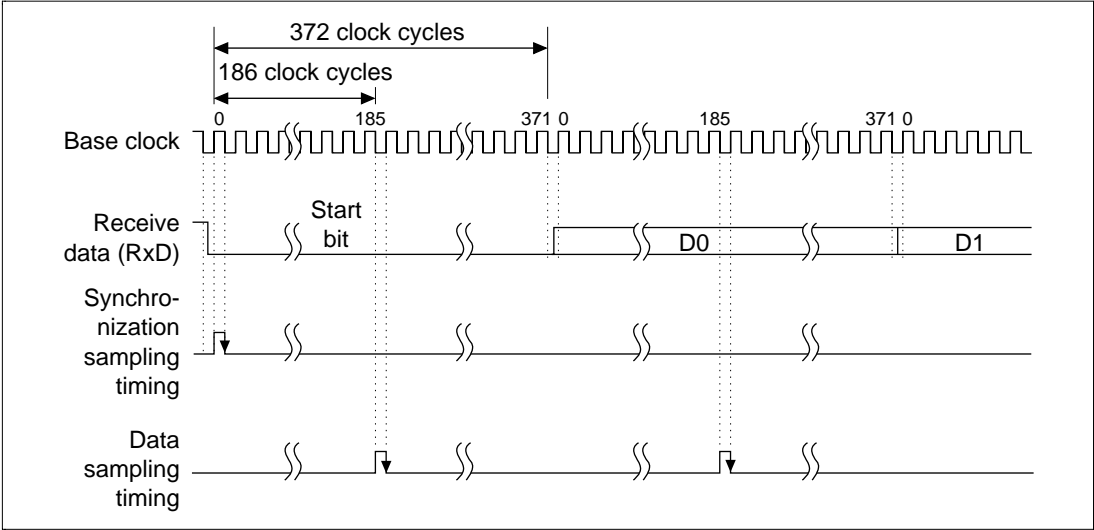 372 clock cycles
186 clock cycles
0 185 371 0 185 371 0
Base clock
Receive
data (RxD)
Start
bit
D0
D1
Synchro-
nization
sampling
timing
Data
sampling
timing